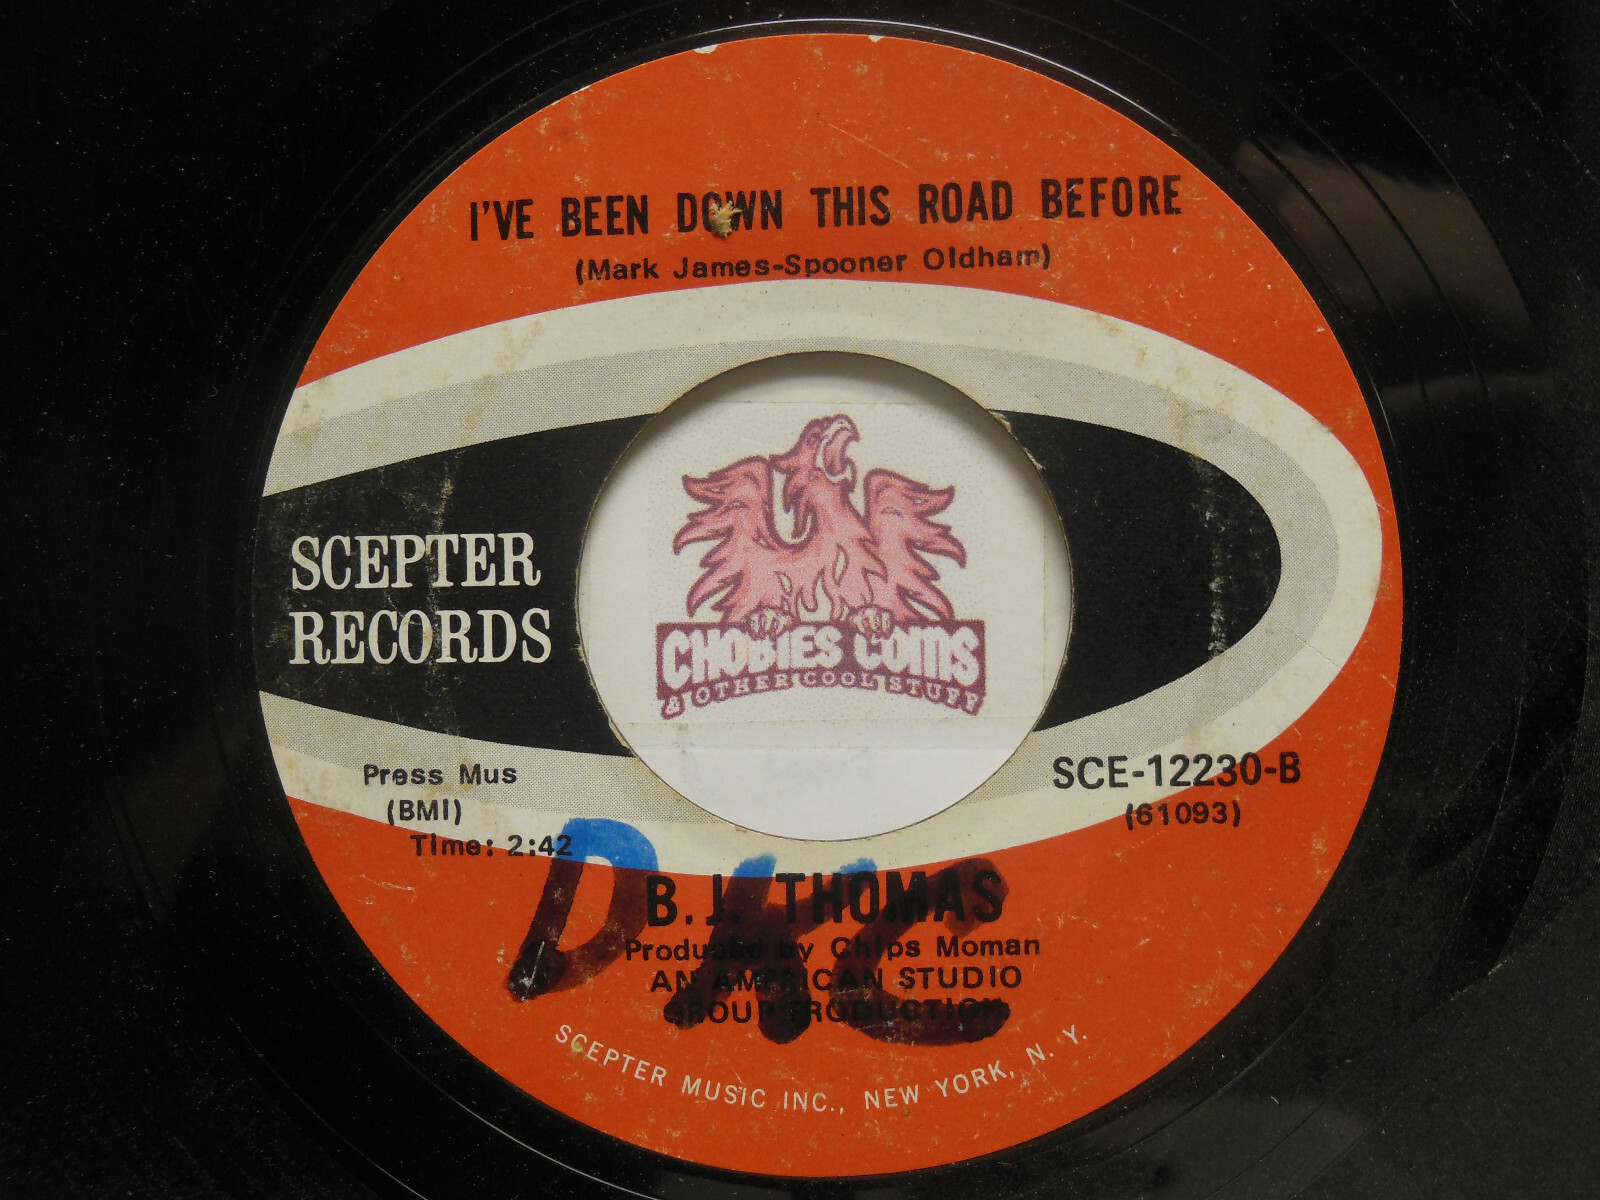 I'VE BEEN DOWN THIS ROAD BEFORE
(Mark James-Spooner Oldham)
SCEPTER
RECORDS
CHOBIES COINS
& OTHER COOL STUFF
Press Mus
(BMI)
Time: 2:42
SCE-12230-B
(61093)
B.J. THOMAS
Produced by Chips Moman
AN AMERICAN STUDIO
GROUP PRODUCTION
SCEPTER MUSIC INC., NEW YORK, N. Y.